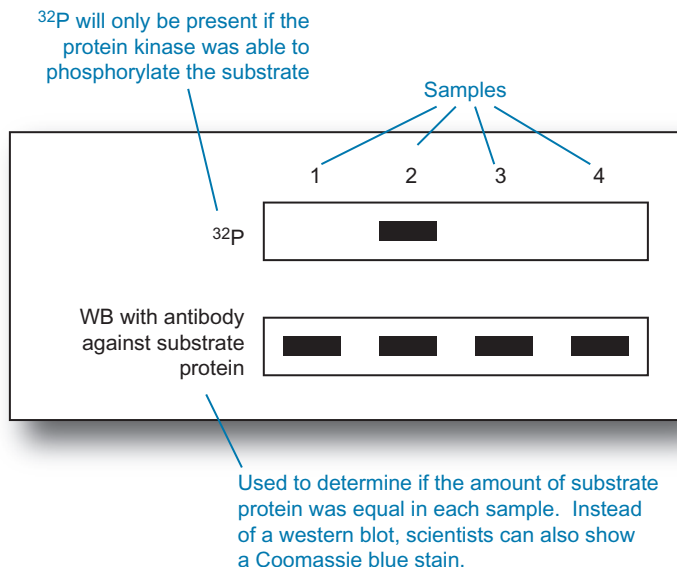 ³²P will only be present if the
protein kinase was able to
phosphorylate the substrate
Samples
1 2 3 4
³²P
WB with antibody
against substrate
protein
Used to determine if the amount of substrate
protein was equal in each sample. Instead
of a western blot, scientists can also show
a Coomassie blue stain.